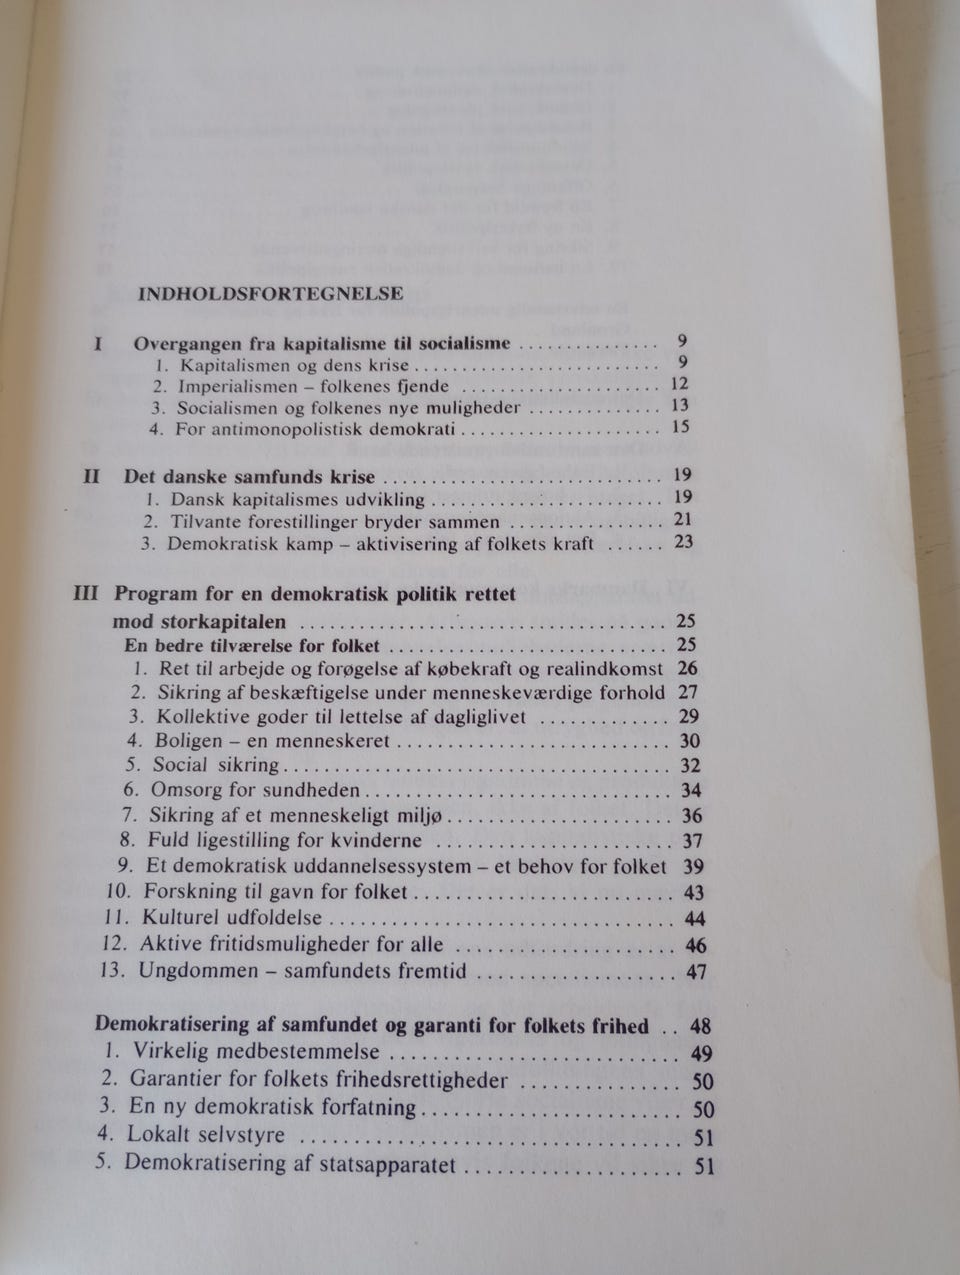 INDHOLDSFORTEGNELSE
I Overgangen fra kapitalisme til socialisme ............... 9
1. Kapitalismen og dens krise .......................... 9
2. Imperialismen – folkenes fjende ..................... 12
3. Socialismen og folkenes nye muligheder .............. 13
4. For antimonopolistisk demokrati ..................... 15
II Det danske samfunds krise .............................. 19
1. Dansk kapitalismes udvikling ......................... 19
2. Tilvante forestillinger bryder sammen ................ 21
3. Demokratisk kamp – aktivisering af folkets kraft ...... 23
III Program for en demokratisk politik rettet
mod storkapitalen ..................................... 25
En bedre tilværelse for folket ............................ 25
1. Ret til arbejde og forøgelse af købekraft og realindkomst 26
2. Sikring af beskæftigelse under menneskeværdige forhold 27
3. Kollektive goder til lettelse af dagliglivet ............. 29
4. Boligen – en menneskeret ............................ 30
5. Social sikring ....................................... 32
6. Omsorg for sundheden ............................... 34
7. Sikring af et menneskeligt miljø ....................... 36
8. Fuld ligestilling for kvinderne ........................ 37
9. Et demokratisk uddannelsessystem – et behov for folket 39
10. Forskning til gavn for folket .......................... 43
11. Kulturel udfoldelse ................................... 44
12. Aktive fritidsmuligheder for alle ...................... 46
13. Ungdommen – samfundets fremtid .................... 47
Demokratisering af samfundet og garanti for folkets frihed .. 48
1. Virkelig medbestemmelse ............................. 49
2. Garantier for folkets frihedsrettigheder ................ 50
3. En ny demokratisk forfatning .......................... 50
4. Lokalt selvstyre ...................................... 51
5. Demokratisering af statsapparatet ...................... 51